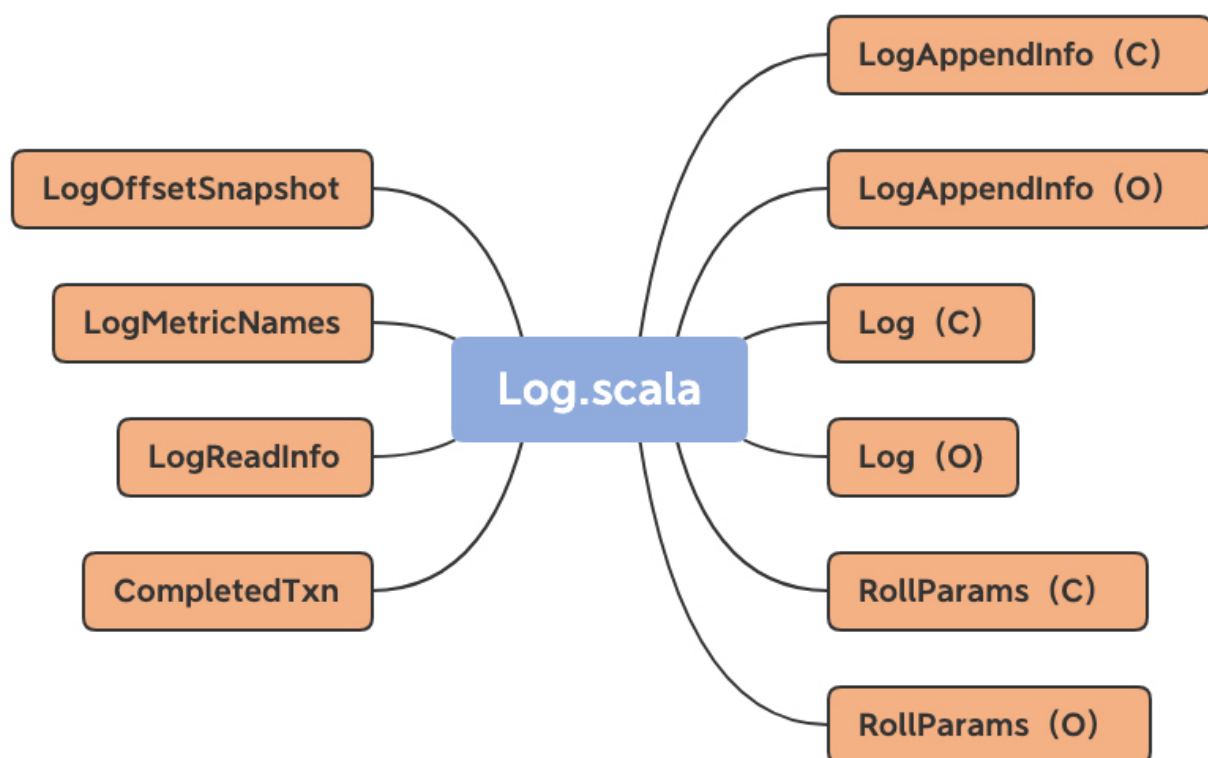 LogOffsetSnapshot
LogMetricNames
LogReadInfo
CompletedTxn
Log.scala
LogAppendInfo（C）
LogAppendInfo（O）
Log（C）
Log（O）
RollParams（C）
RollParams（O）